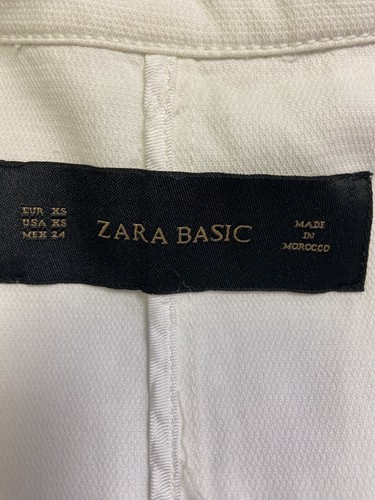 EUR XS
USA XS
MEX 24
ZARA BASIC
MADE
IN
MOROCCO